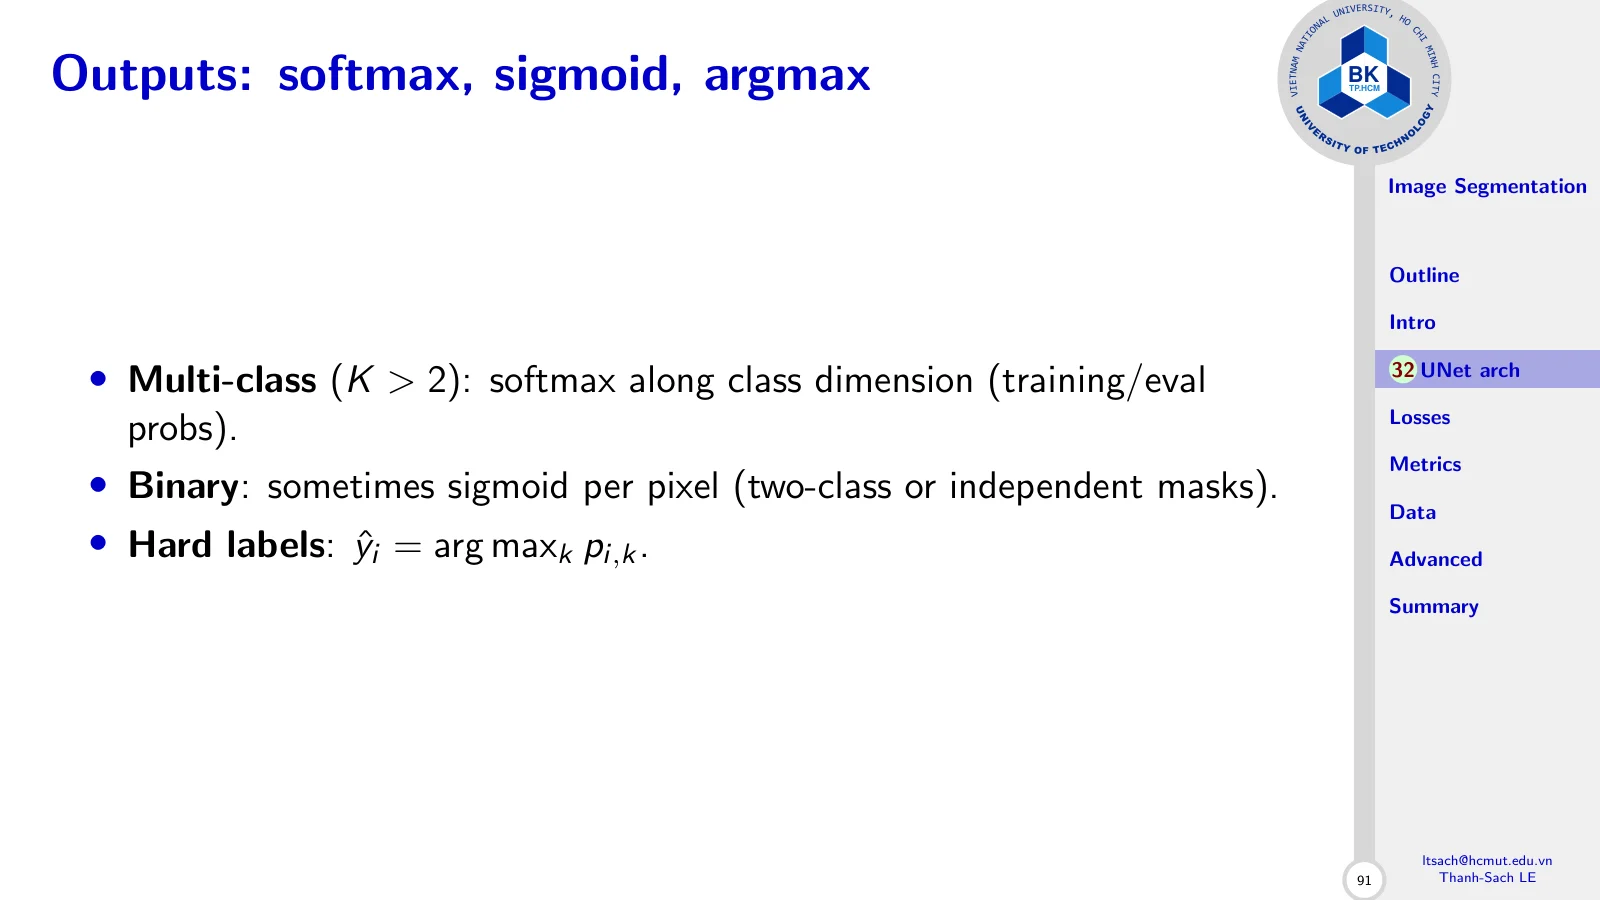 Outputs: softmax, sigmoid, argmax
• Multi-class (K > 2): softmax along class dimension (training/eval
probs).
• Binary: sometimes sigmoid per pixel (two-class or independent masks).
• Hard labels: ŷᵢ = arg maxₖ pᵢ,ₖ.
VIETNAM NATIONAL UNIVERSITY, HO CHI MINH CITY
BK
TP.HCM
UNIVERSITY OF TECHNOLOGY
Image Segmentation
Outline
Intro
32 UNet arch
Losses
Metrics
Data
Advanced
Summary
ltsach@hcmut.edu.vn
Thanh-Sach LE
91